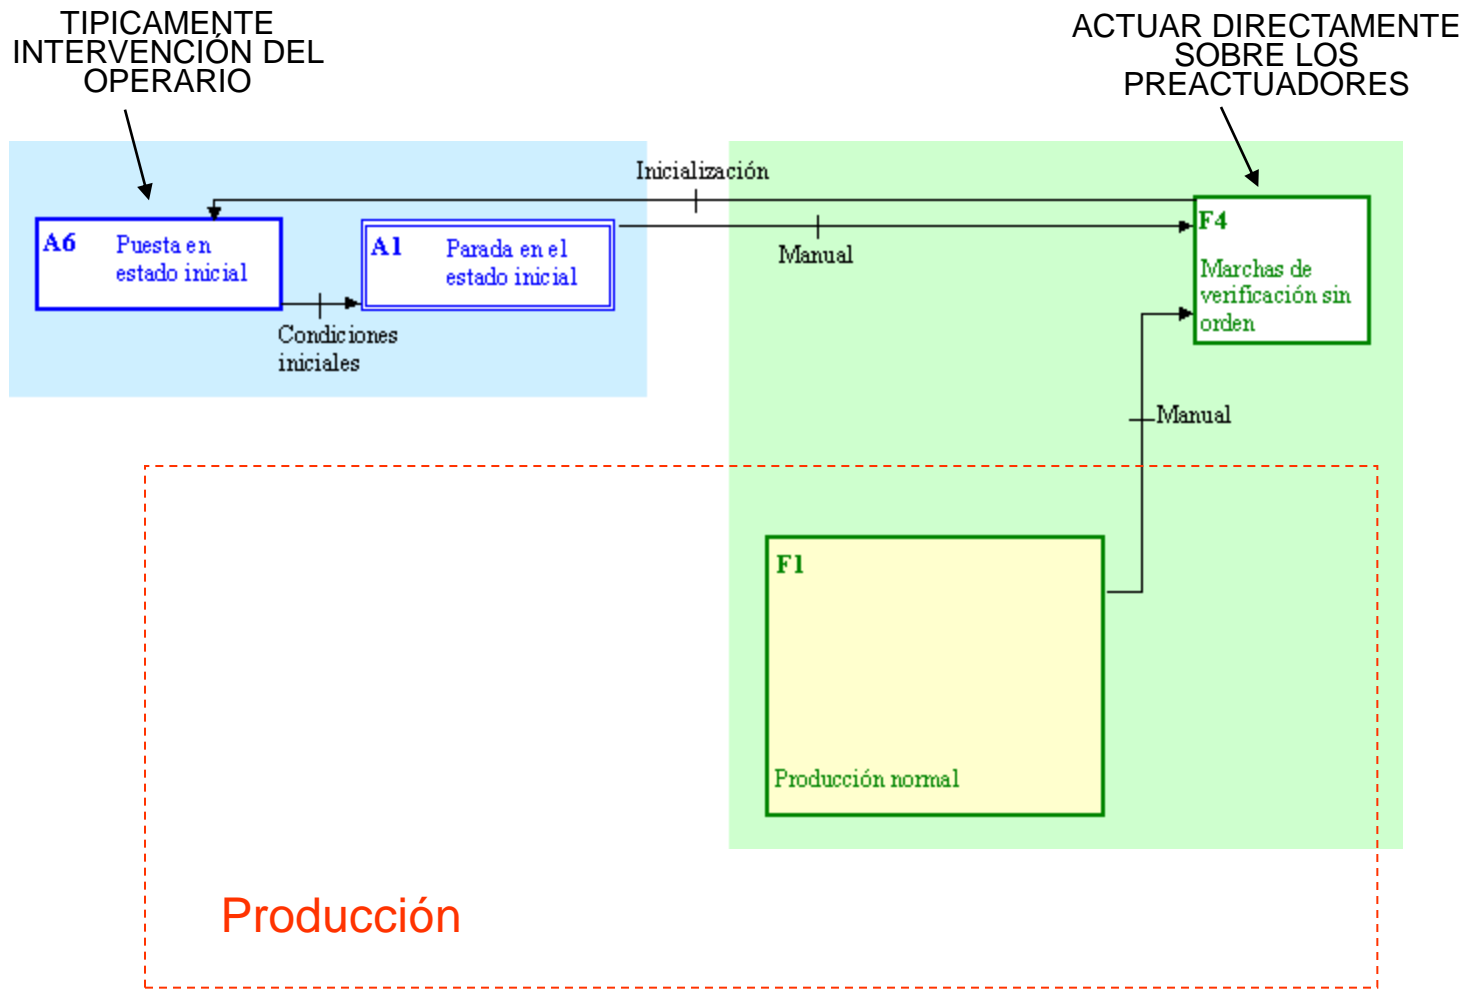 TIPICAMENTE
INTERVENCIÓN DEL
OPERARIO
ACTUAR DIRECTAMENTE
SOBRE LOS
PREACTUADORES
Inicialización
A6
Puesta en
estado inicial
A1
Parada en el
estado inicial
Manual
F4
Marchas de
verificación sin
orden
Condiciones
iniciales
Manual
F1
Producción normal
Producción